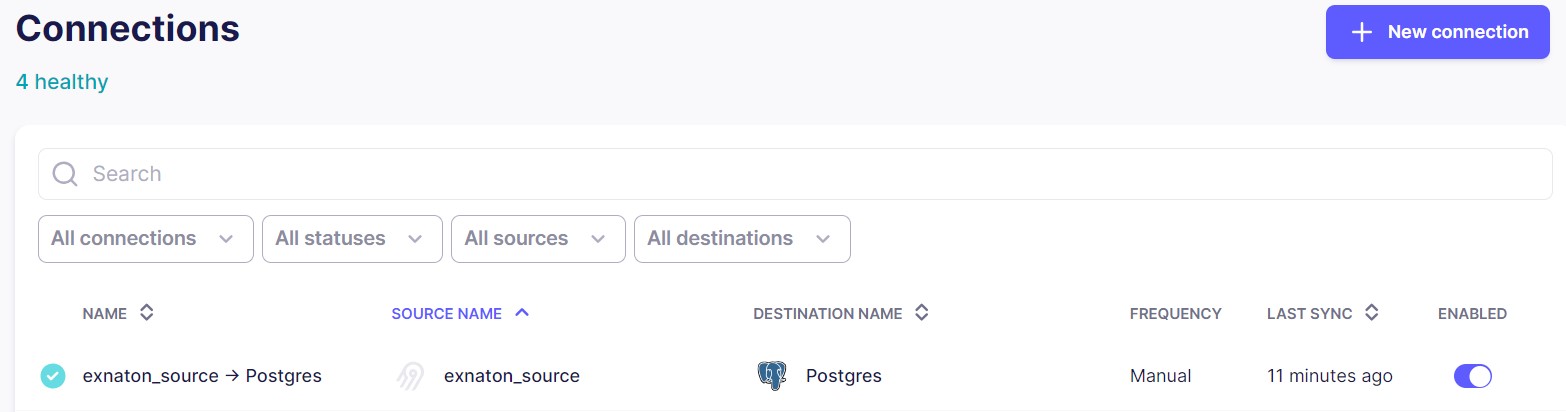 Connections
New connection
4 healthy
Search
All connections All statuses All sources All destinations
NAME SOURCE NAME DESTINATION NAME FREQUENCY LAST SYNC ENABLED
exnaton_source → Postgres exnaton_source Postgres Manual 11 minutes ago